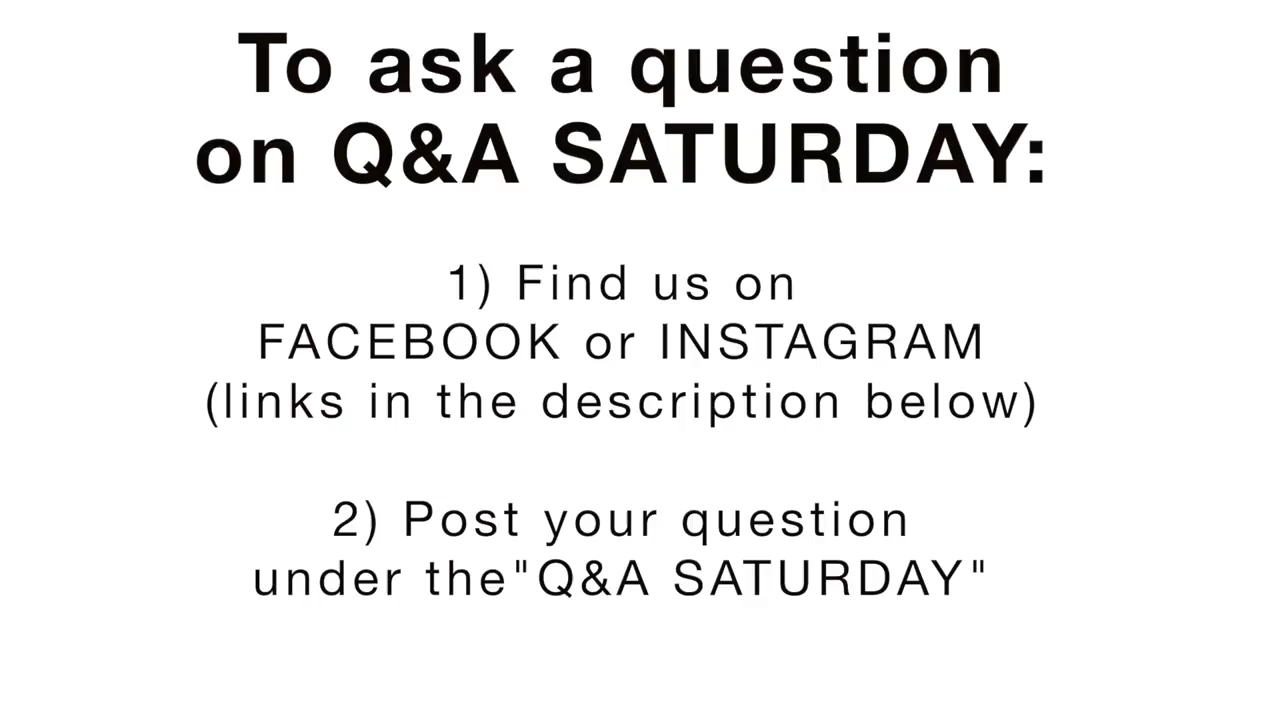 To ask a question
on Q&A SATURDAY:
1) Find us on
FACEBOOK or INSTAGRAM
(links in the description below)
2) Post your question
under the"Q&A SATURDAY"